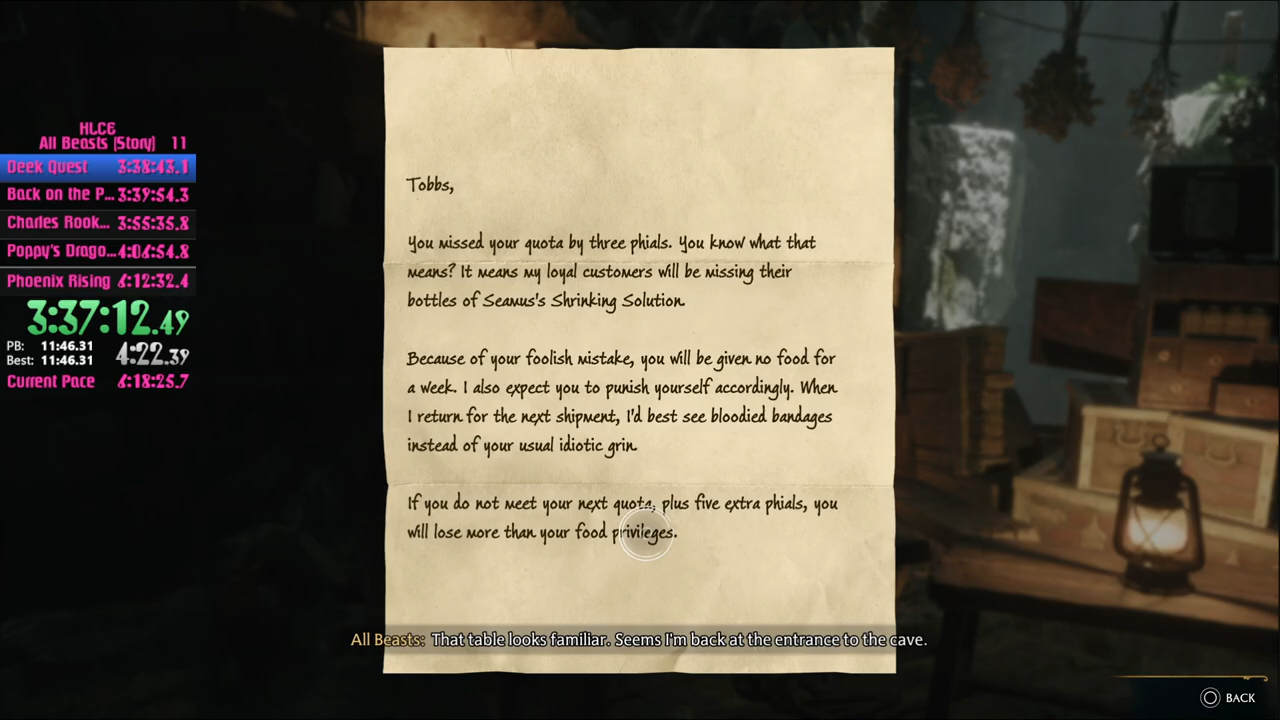 HLCE
All Beasts (Story) 11
Deek Quest 3:38:43.1
Back on the P... 3:39:54.3
Charles Rook... 3:55:35.8
Poppy's Drago... 4:06:54.8
Phoenix Rising 6:12:32.4
3:37:12.49
PB: 11:46.31
Best: 11:46.31
4:22.39
Current Pace 6:18:25.7
Tobbs,
You missed your quota by three phials. You know what that
means? It means my loyal customers will be missing their
bottles of Seamus's Shrinking Solution.
Because of your foolish mistake, you will be given no food for
a week. I also expect you to punish yourself accordingly. When
I return for the next shipment, I'd best see bloodied bandages
instead of your usual idiotic grin.
If you do not meet your next quota, plus five extra phials, you
will lose more than your food privileges.
All Beasts: That table looks familiar. Seems I'm back at the entrance to the cave.
BACK